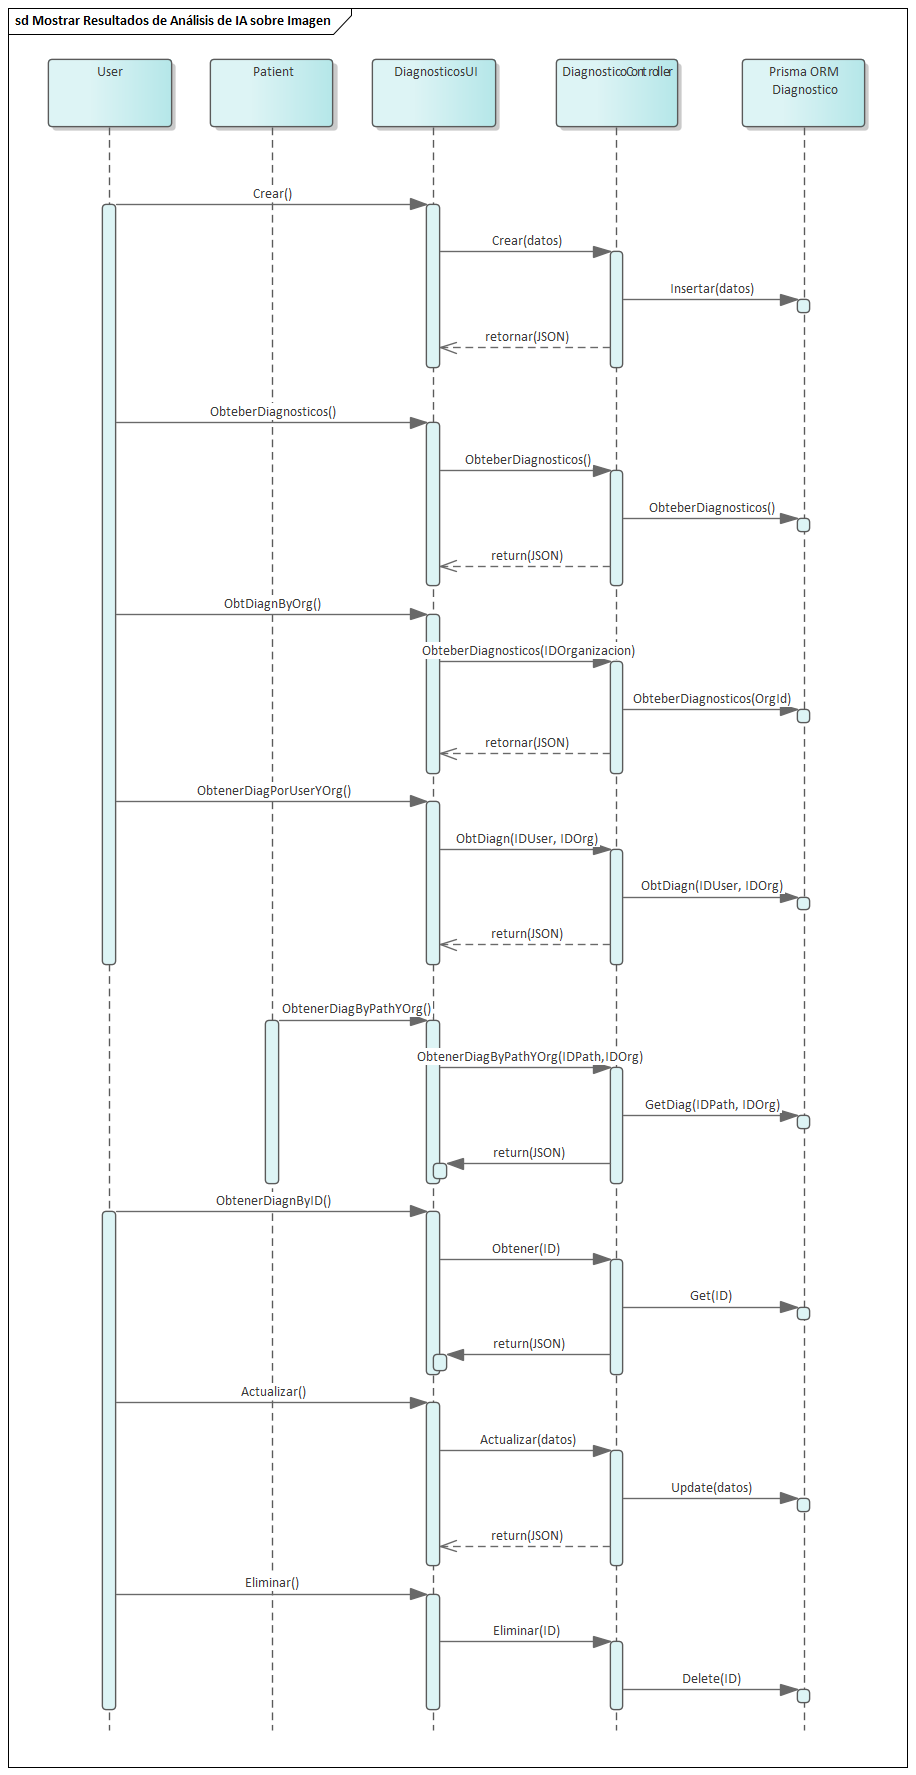 sd Mostrar Resultados de Análisis de IA sobre Imagen
User
Patient
DiagnosticosUI
DiagnosticoController
Prisma ORM
Diagnostico
Crear()
Crear(datos)
Insertar(datos)
retornar(JSON)
ObteberDiagnosticos()
ObteberDiagnosticos()
ObteberDiagnosticos()
return(JSON)
ObtDiagnByOrg()
ObteberDiagnosticos(IDOrganizacion)
ObteberDiagnosticos(OrgId)
retornar(JSON)
ObtenerDiagPorUserYOrg()
ObtDiagn(IDUser, IDOrg)
ObtDiagn(IDUser, IDOrg)
return(JSON)
ObtenerDiagByPathYOrg()
ObtenerDiagByPathYOrg(IDPath,IDOrg)
GetDiag(IDPath, IDOrg)
return(JSON)
ObtenerDiagnByID()
Obtener(ID)
Get(ID)
return(JSON)
Actualizar()
Actualizar(datos)
Update(datos)
return(JSON)
Eliminar()
Eliminar(ID)
Delete(ID)